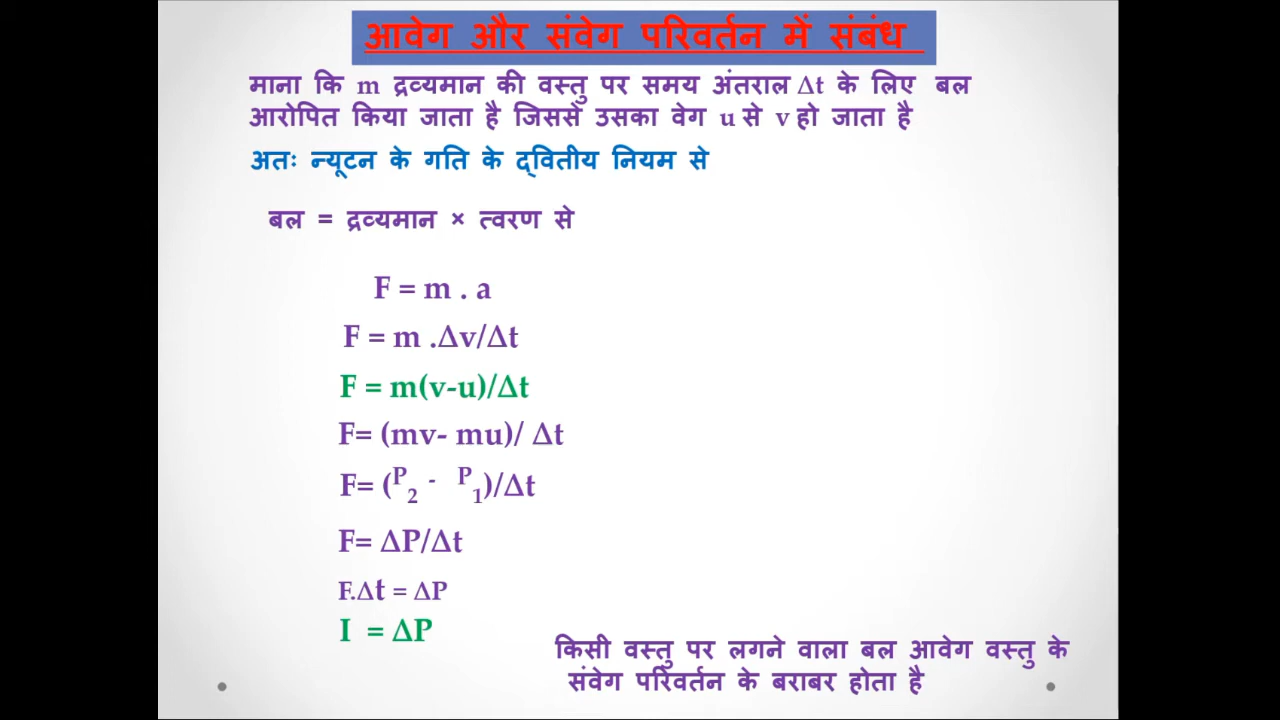 आवेग और संवेग परिवर्तन में संबंध
माना कि m द्रव्यमान की वस्तु पर समय अंतराल Δt के लिए बल
आरोपित किया जाता है जिससे उसका वेग u से v हो जाता है
अतः न्यूटन के गति के द्वितीय नियम से
बल = द्रव्यमान × त्वरण से
F = m . a
F = m .Δv/Δt
F = m(v-u)/Δt
F= (mv- mu)/ Δt
F= (P₂ - P₁)/Δt
F= ΔP/Δt
F.Δt = ΔP
I = ΔP
किसी वस्तु पर लगने वाला बल आवेग वस्तु के
संवेग परिवर्तन के बराबर होता है